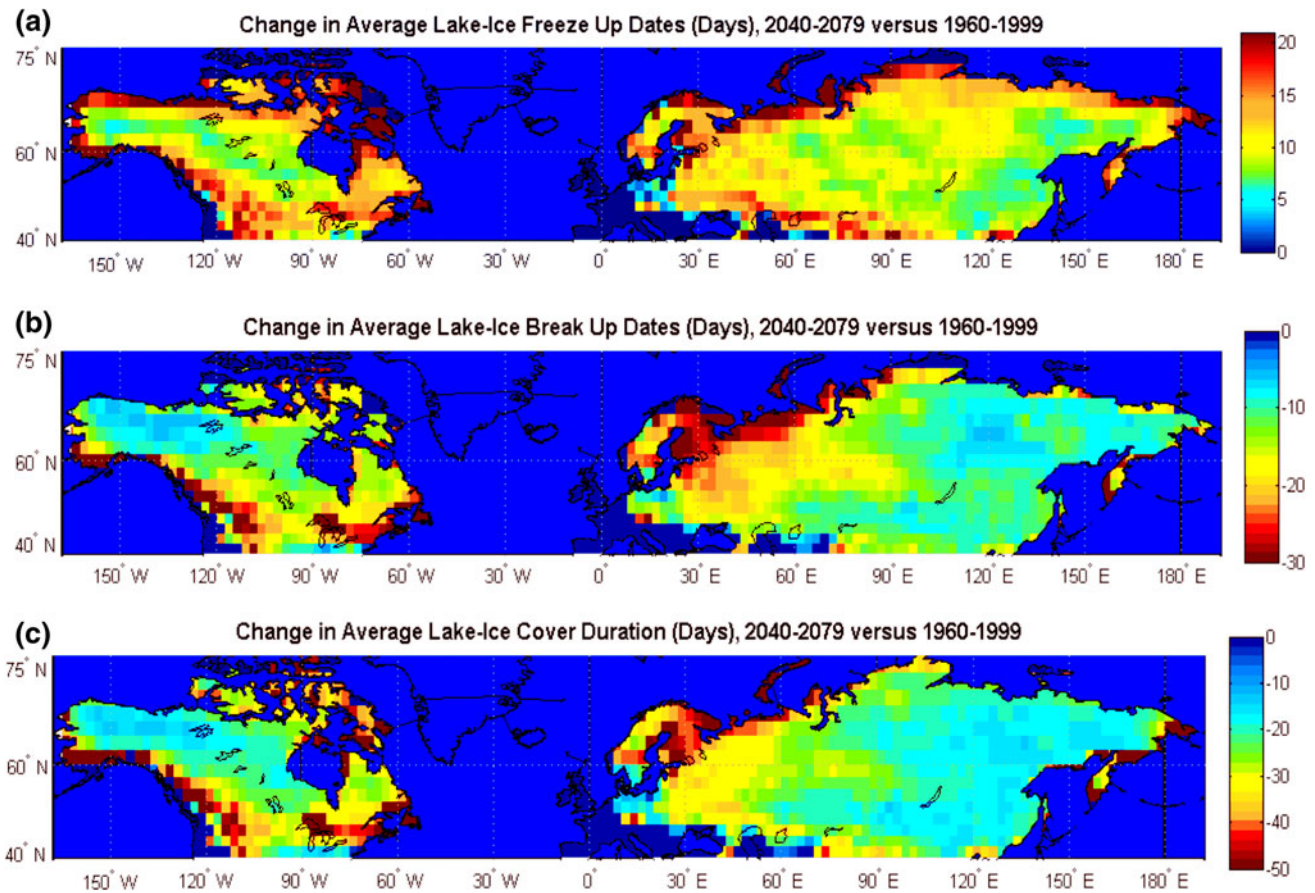 (a)
Change in Average Lake-Ice Freeze Up Dates (Days), 2040-2079 versus 1960-1999
75° N
60° N
40° N
150° W 120° W 90° W 60° W 30° W 0° 30° E 60° E 90° E 120° E 150° E 180° E
20
15
10
5
0
(b)
Change in Average Lake-Ice Break Up Dates (Days), 2040-2079 versus 1960-1999
75° N
60° N
40° N
150° W 120° W 90° W 60° W 30° W 0° 30° E 60° E 90° E 120° E 150° E 180° E
0
-10
-20
-30
(c)
Change in Average Lake-Ice Cover Duration (Days), 2040-2079 versus 1960-1999
75° N
60° N
40° N
150° W 120° W 90° W 60° W 30° W 0° 30° E 60° E 90° E 120° E 150° E 180° E
0
-10
-20
-30
-40
-50